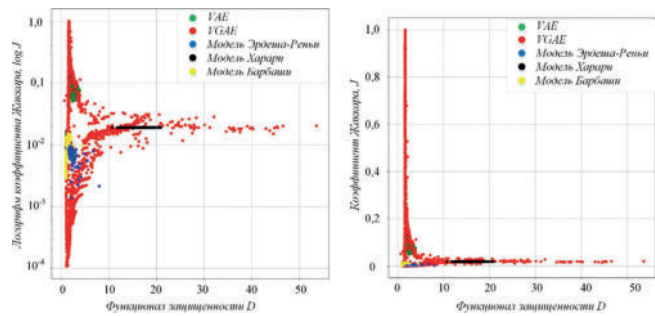 Логарифм коэффициента Жаккара, log J
1,0
0,1
10⁻²
10⁻³
10⁻⁴
0
10
20
30
40
50
Функционал защищенности D
VAE
VGAE
Модель Эрдеша-Реньи
Модель Харари
Модель Барбаши
Коэффициент Жаккара, J
1,0
0,8
0,6
0,4
0,2
0
0
10
20
30
40
50
Функционал защищенности D
VAE
VGAE
Модель Эрдеша-Реньи
Модель Харари
Модель Барбаши